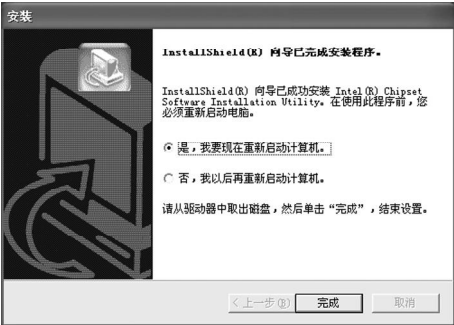 安装
InstallShield(R) 向导已完成安装程序。
InstallShield(R) 向导已成功安装 Intel(R) Chipset
Software Installation Utility。在使用此程序前，您
必须重新启动电脑。
是，我要现在重新启动计算机。
否，我以后再重新启动计算机。
请从驱动器中取出磁盘，然后单击“完成”，结束设置。
< 上一步(B)
完成
取消